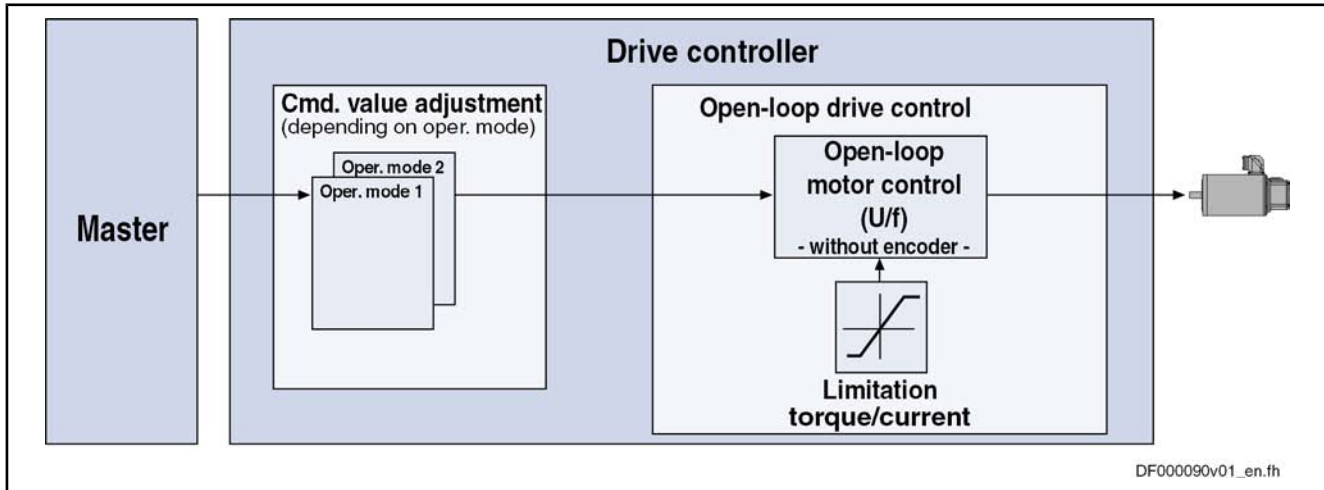 Drive controller
Master
Cmd. value adjustment
(depending on oper. mode)
Oper. mode 2
Oper. mode 1
Open-loop drive control
Open-loop
motor control
(U/f)
- without encoder -
Limitation
torque/current
DF000090v01_en.fh